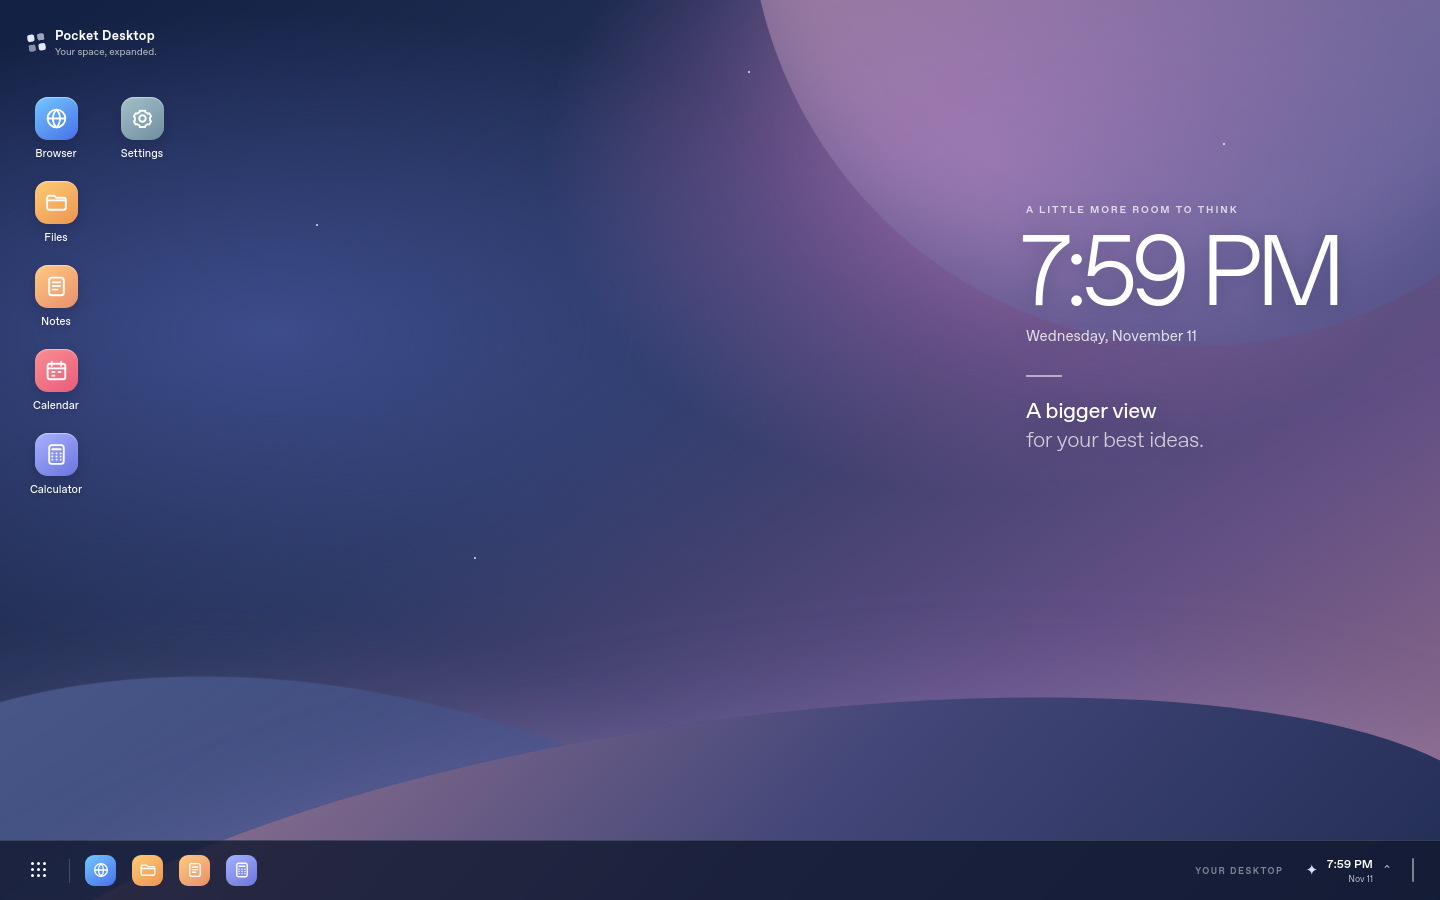 Pocket Desktop
Your space, expanded.
Browser
Settings
Files
Notes
Calendar
Calculator
A LITTLE MORE ROOM TO THINK
7:59 PM
Wednesday, November 11
A bigger view
for your best ideas.
YOUR DESKTOP
7:59 PM
Nov 11